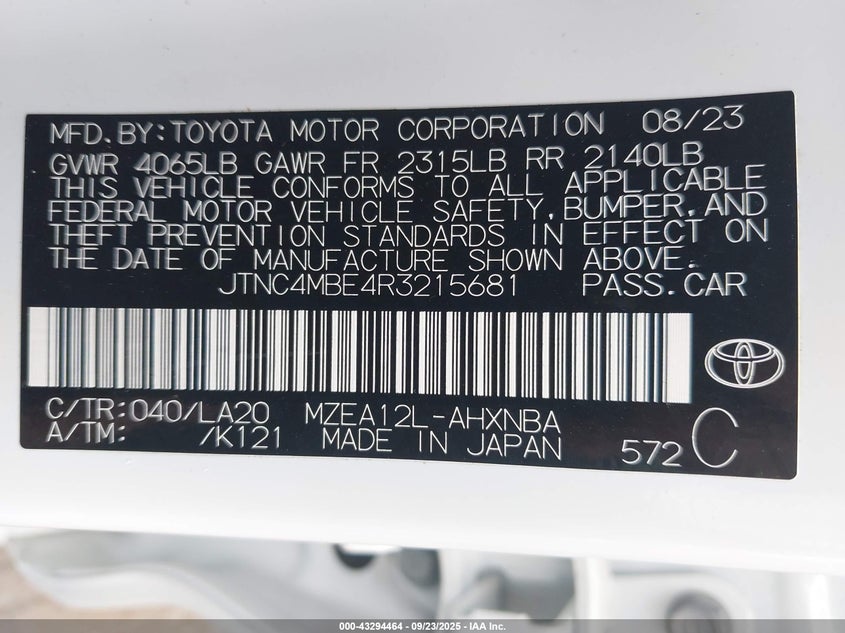 MFD. BY: TOYOTA MOTOR CORPORATION 08/23
GVWR 4065LB GAWR FR 2315LB RR 2140LB
THIS VEHICLE CONFORMS TO ALL APPLICABLE
FEDERAL MOTOR VEHICLE SAFETY, BUMPER, AND
THEFT PREVENTION STANDARDS IN EFFECT ON
THE DATE OF MANUFACTURE SHOWN ABOVE.
JTNC4MBE4R3215681 PASS. CAR
C/TR: 040/LA20 MZEA12L-AHXNBA
A/TM: /K121 MADE IN JAPAN 572 C
000-43294464 - 09/23/2025 - IAA Inc.